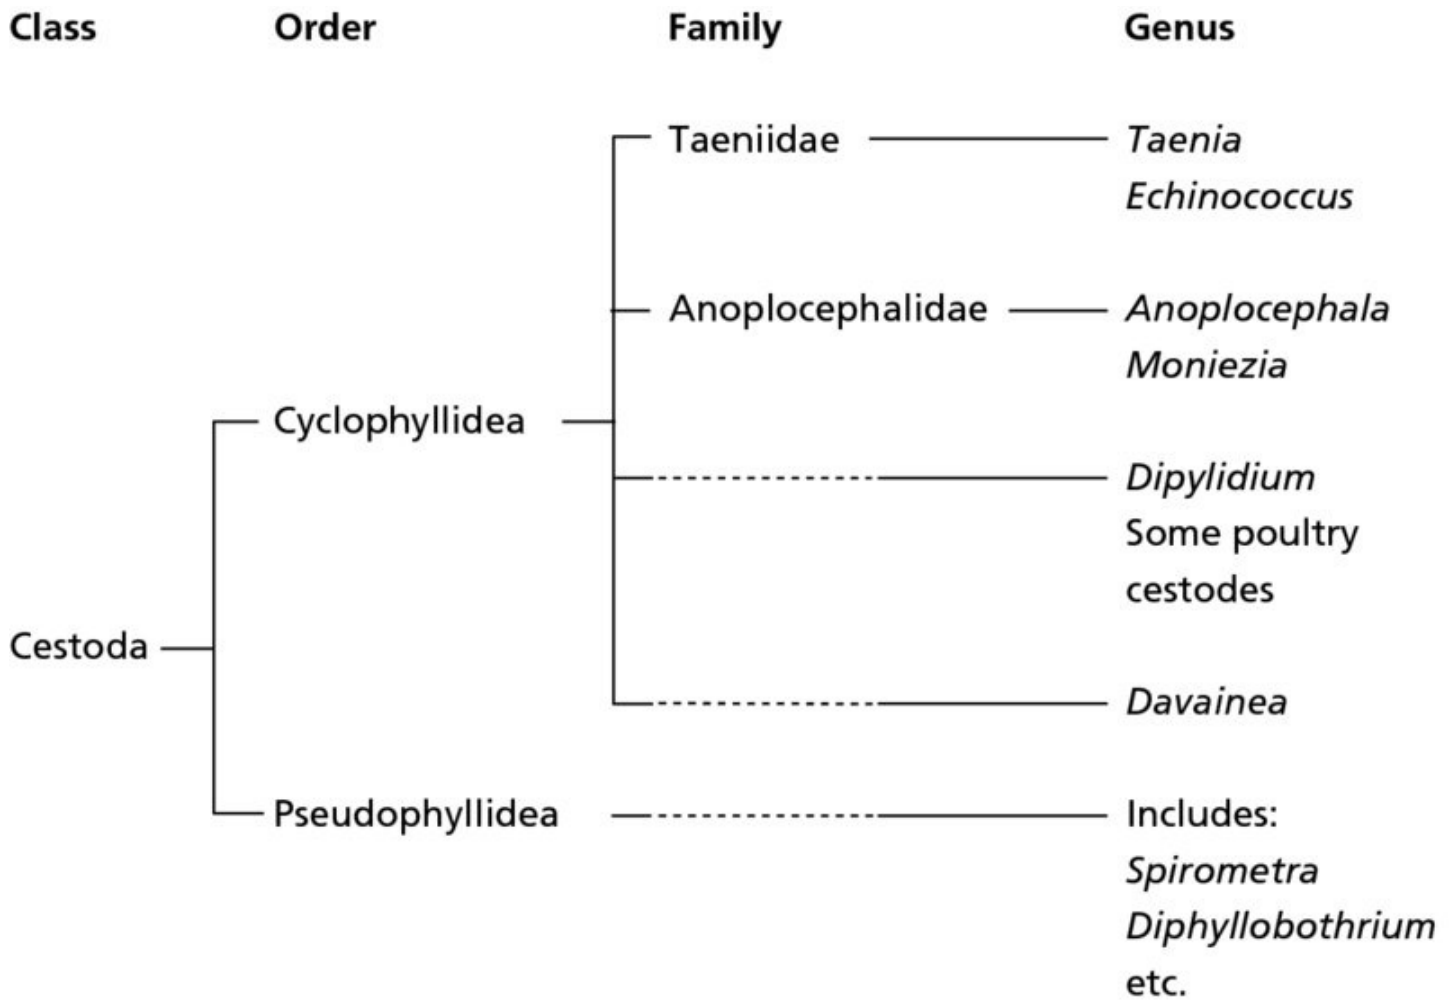 Class Order Family Genus
Taeniidae Taenia
Echinococcus
Anoplocephalidae Anoplocephala
Moniezia
Cyclophyllidea
Dipylidium
Some poultry
cestodes
Cestoda
Davainea
Pseudophyllidea Includes:
Spirometra
Diphyllobothrium
etc.